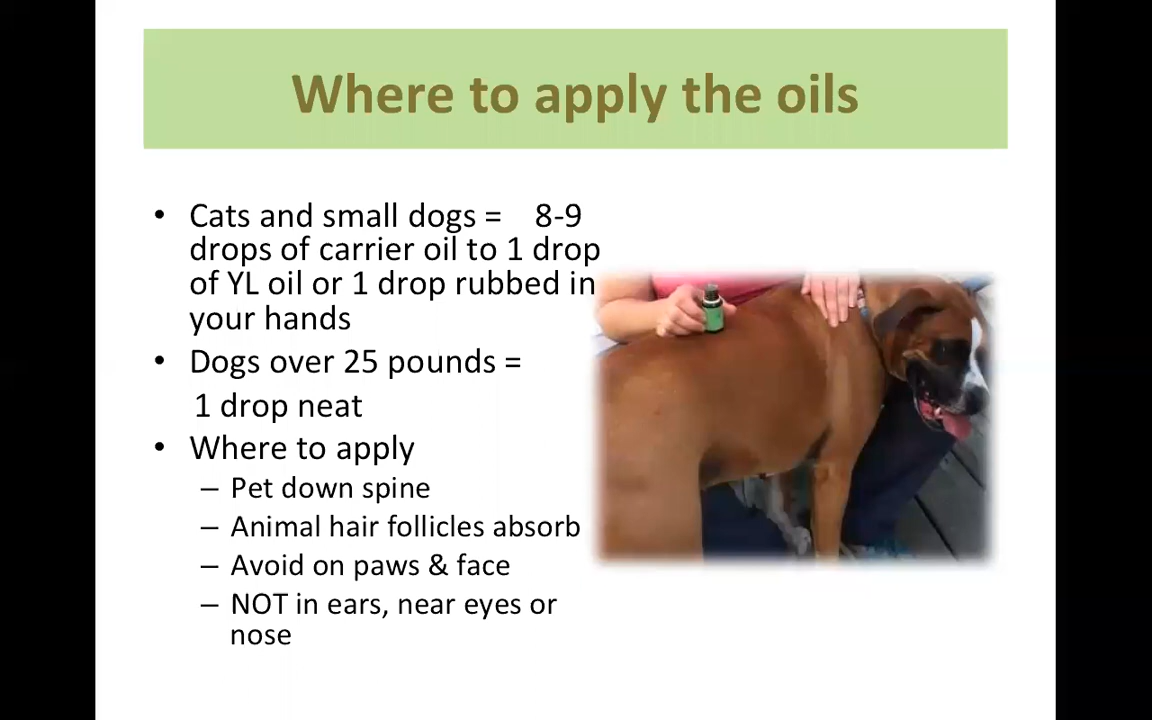 Where to apply the oils
• Cats and small dogs = 8-9
drops of carrier oil to 1 drop
of YL oil or 1 drop rubbed in
your hands
• Dogs over 25 pounds =
1 drop neat
• Where to apply
– Pet down spine
– Animal hair follicles absorb
– Avoid on paws & face
– NOT in ears, near eyes or
nose